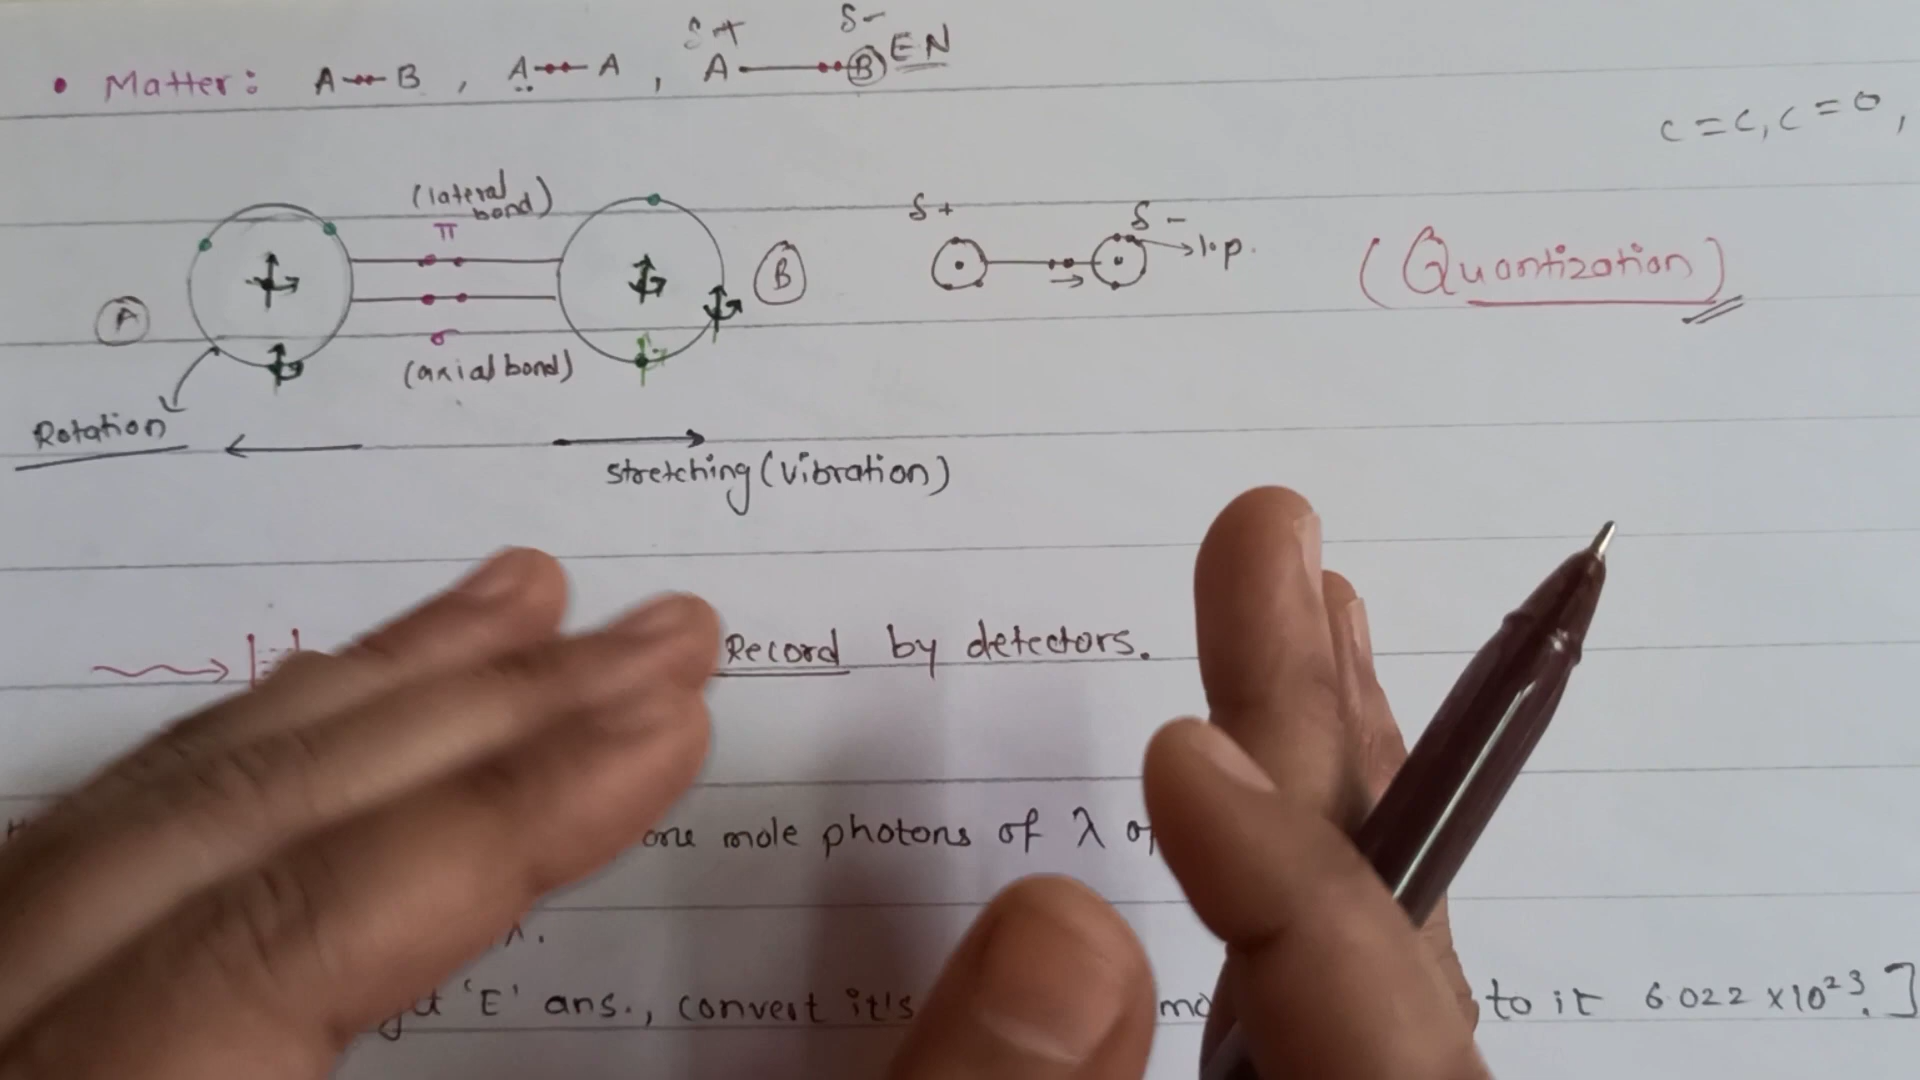 • Matter: A-B, A-A, A-B EN
δ+ δ-
C=C, C=O,
(lateral bond)
π
δ+ δ-
l.p.
(Quantization)
A
B
σ
(axial bond)
Rotation
Stretching (vibration)
Record by detectors.
one mole photons of λ of
λ.
'E' ans., convert it's
to it 6.022 ×10²³.]